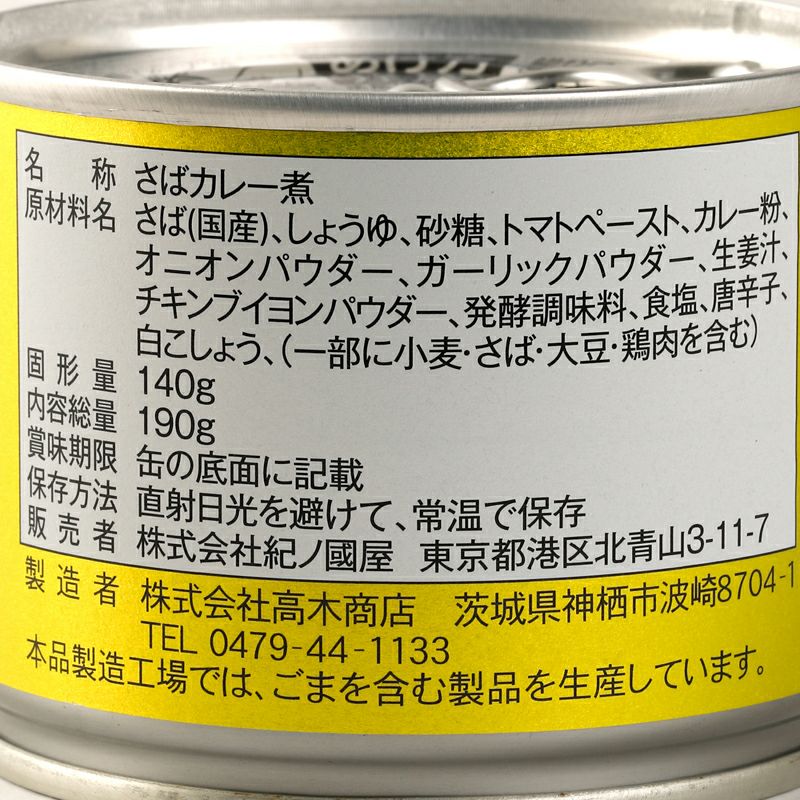 名称 さばカレー煮
原材料名 さば(国産)、しょうゆ、砂糖、トマトペースト、カレー粉、
オニオンパウダー、ガーリックパウダー、生姜汁、
チキンブイヨンパウダー、発酵調味料、食塩、唐辛子、
白こしょう、(一部に小麦・さば・大豆・鶏肉を含む)
固形量 140g
内容総量 190g
賞味期限 缶の底面に記載
保存方法 直射日光を避けて、常温で保存
販売者 株式会社紀ノ國屋 東京都港区北青山3-11-7
製造者 株式会社高木商店 茨城県神栖市波崎8704-1
TEL 0479-44-1133
本品製造工場では、ごまを含む製品を生産しています。